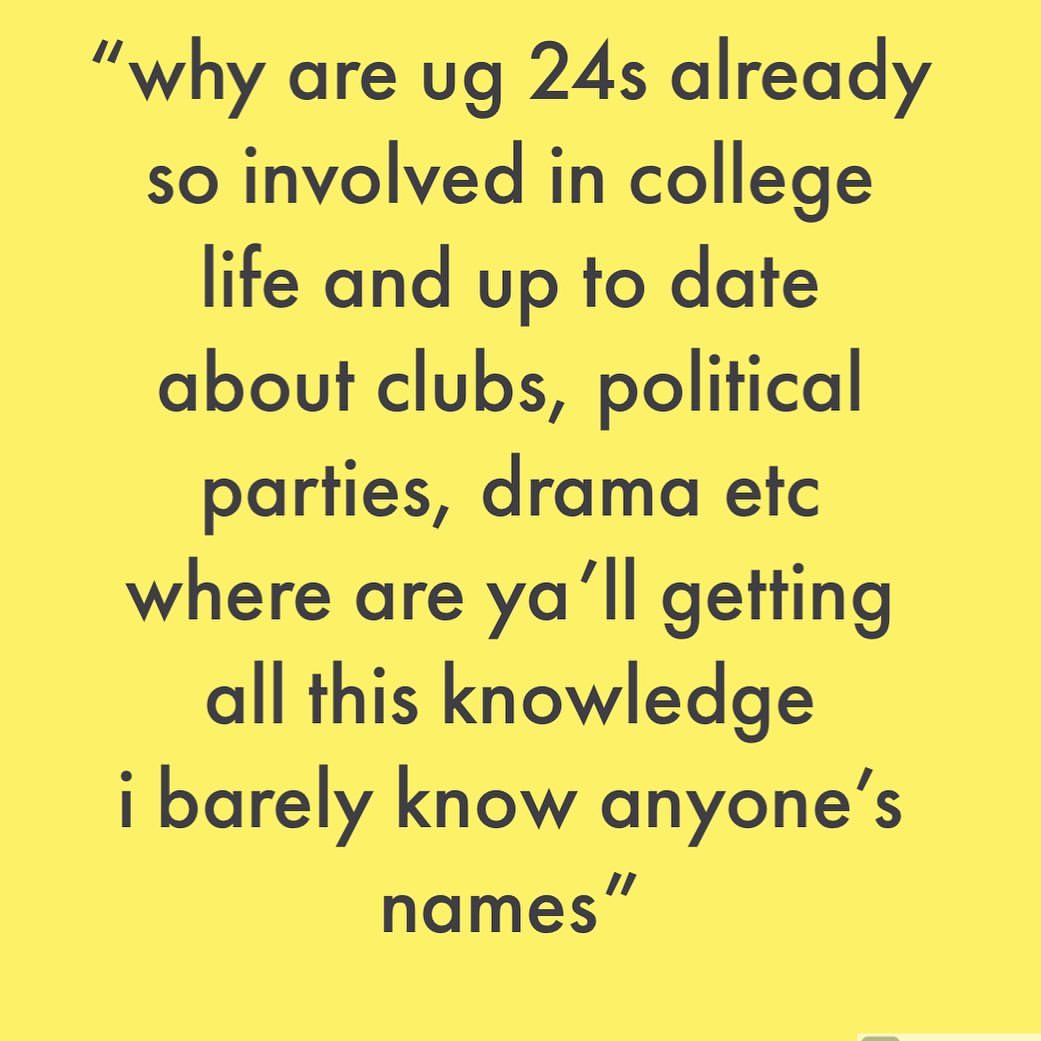 “why are ug 24s already
so involved in college
life and up to date
about clubs, political
parties, drama etc
where are ya’ll getting
all this knowledge
i barely know anyone’s
names”